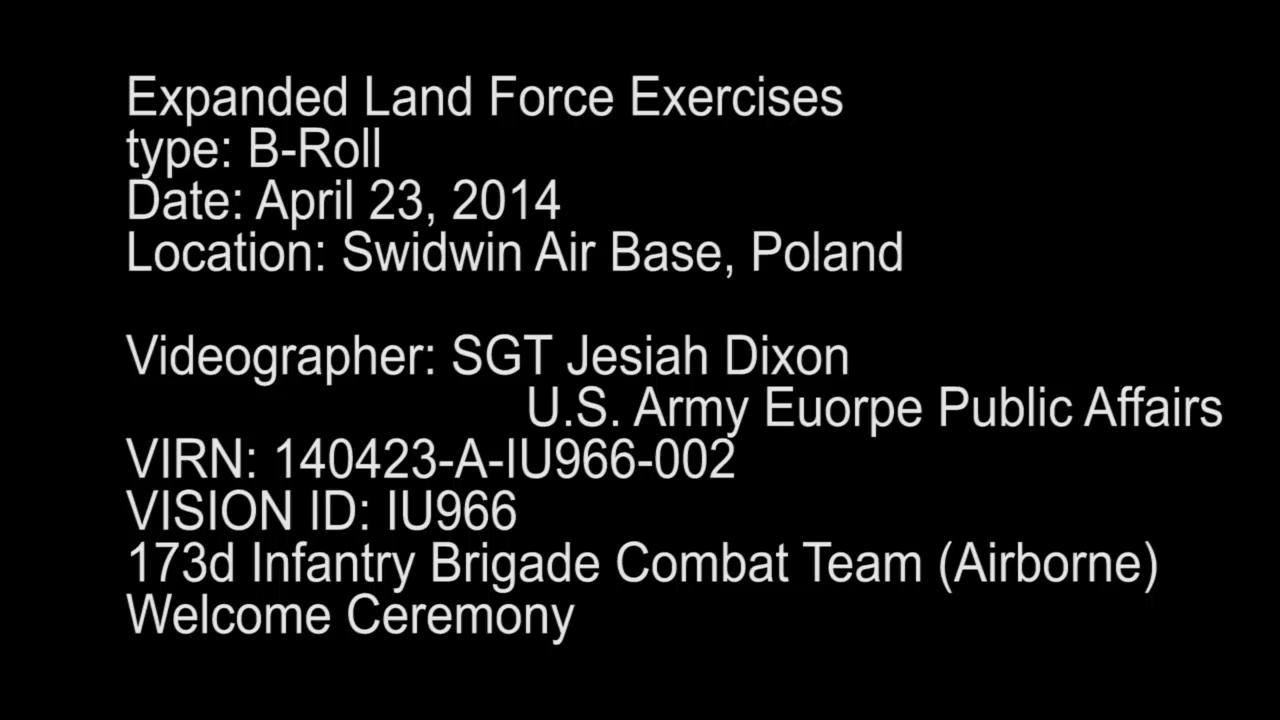 Expanded Land Force Exercises
type: B-Roll
Date: April 23, 2014
Location: Swidwin Air Base, Poland
Videographer: SGT Jesiah Dixon
U.S. Army Euorpe Public Affairs
VIRN: 140423-A-IU966-002
VISION ID: IU966
173d Infantry Brigade Combat Team (Airborne)
Welcome Ceremony